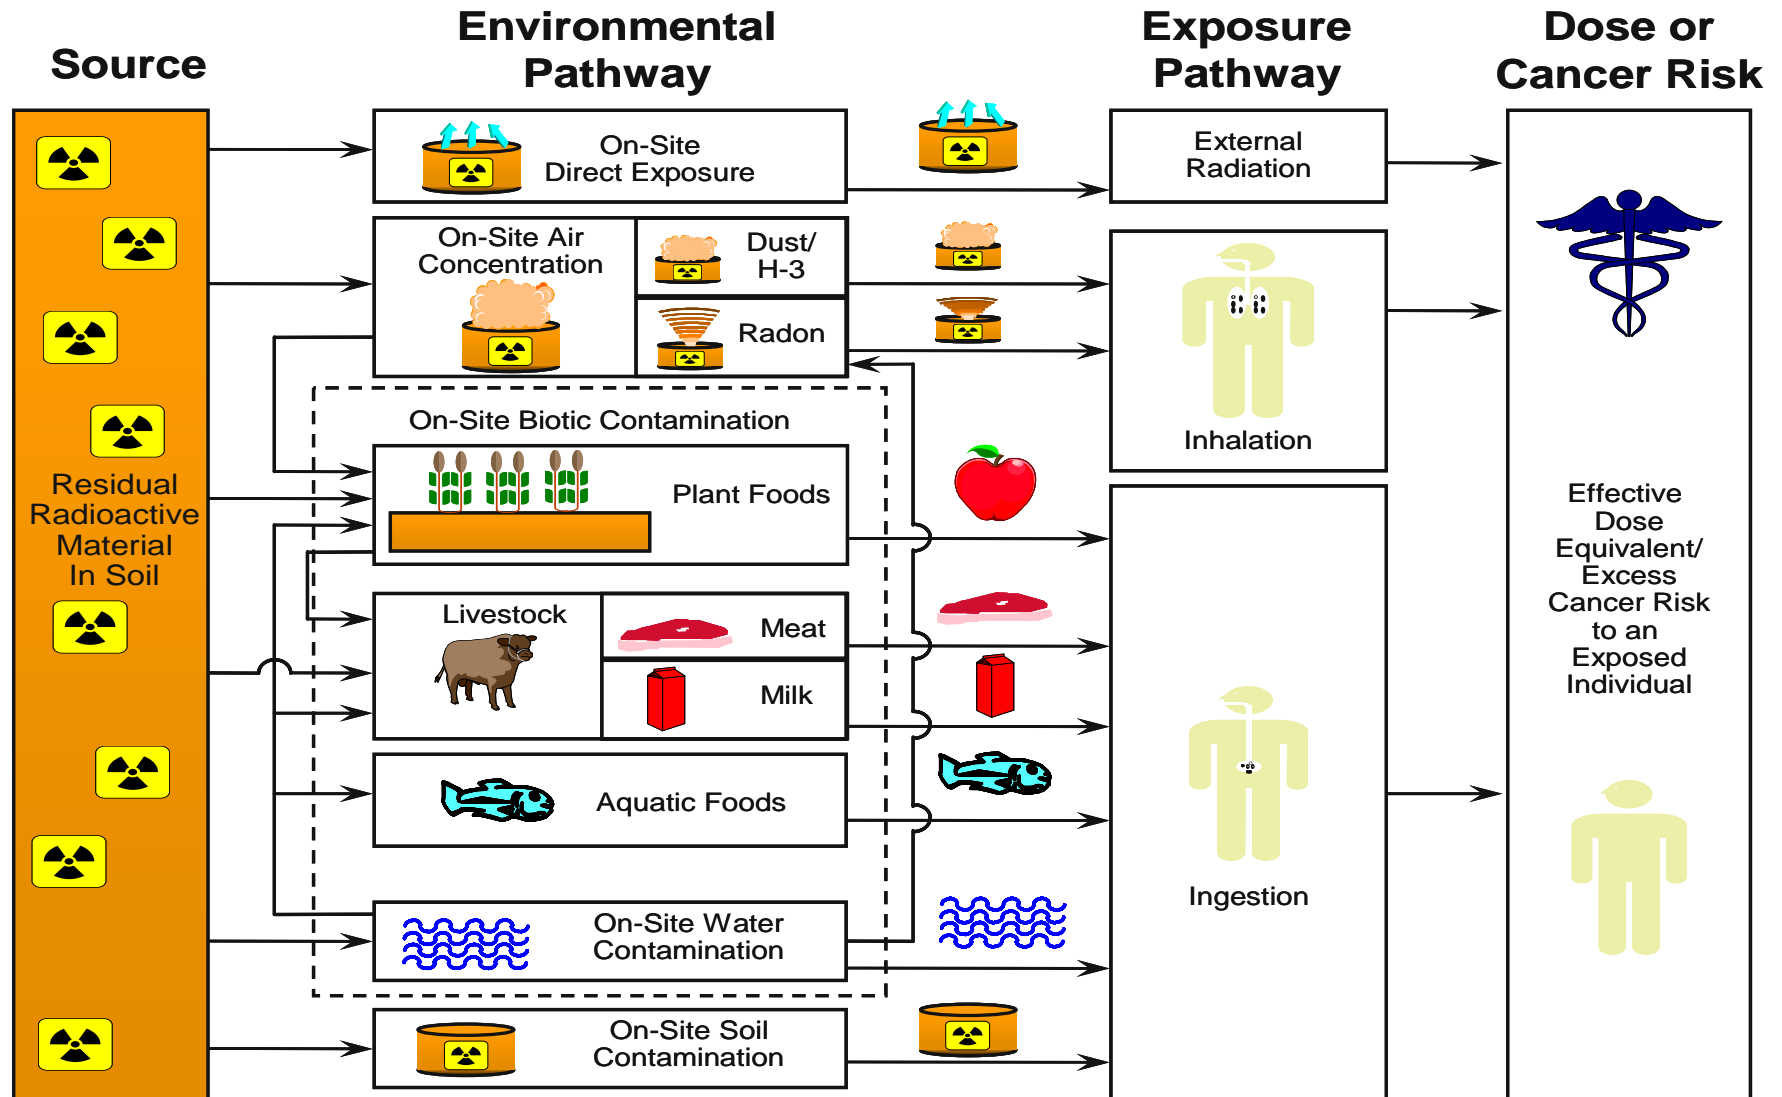 Source
Environmental
Pathway
Exposure
Pathway
Dose or
Cancer Risk
Residual
Radioactive
Material
In Soil
On-Site
Direct Exposure
On-Site Air
Concentration
Dust/
H-3
Radon
On-Site Biotic Contamination
Plant Foods
Livestock
Meat
Milk
Aquatic Foods
On-Site Water
Contamination
On-Site Soil
Contamination
External
Radiation
Inhalation
Ingestion
Effective
Dose
Equivalent/
Excess
Cancer Risk
to an
Exposed
Individual